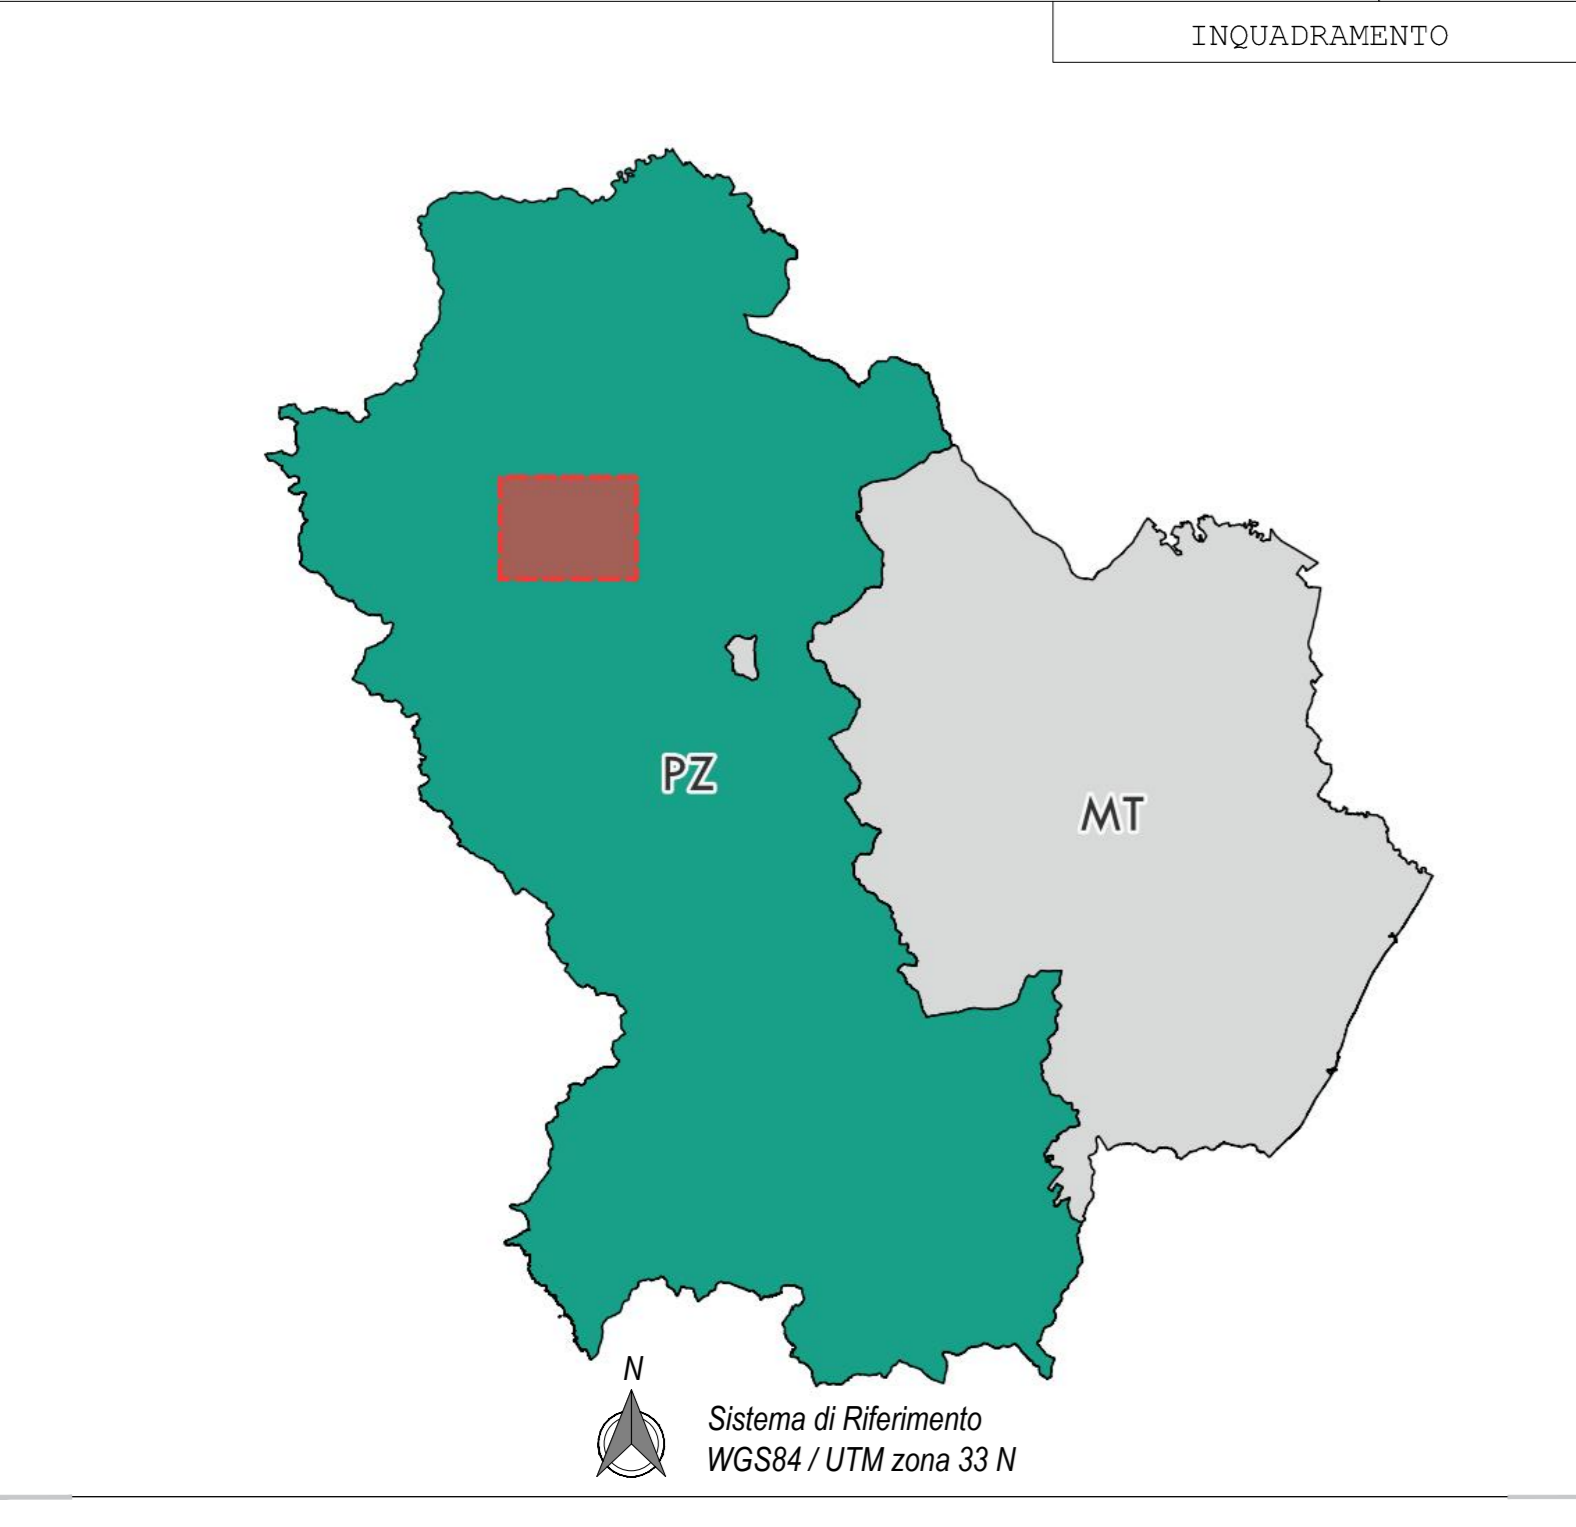 INQUADRAMENTO
PZ
MT
N
Sistema di Riferimento
WGS84 / UTM zona 33 N